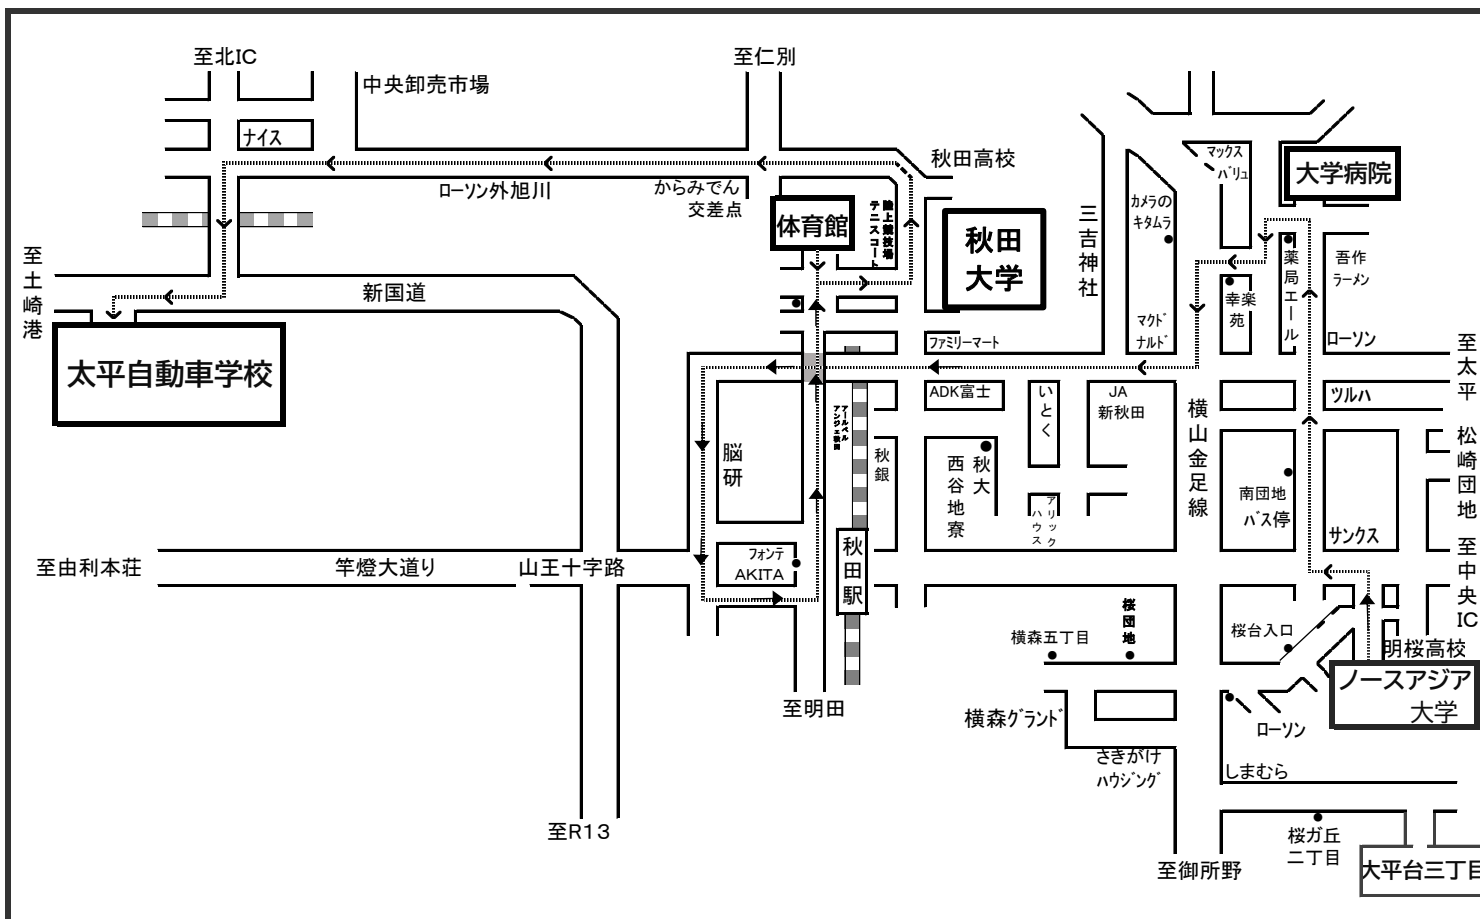 至北IC
中央卸売市場
至仁別
ナイス
ローソン外旭川
からみでん
交差点
秋田高校
体育館
陸上競技場
テニスコート
秋田
大学
三吉神社
カメラの
キタムラ
マックス
バリュ
大学病院
薬局エール
吾作
ラーメン
幸楽
苑
マクド
ナルド
ローソン
至太平
至土崎港
新国道
太平自動車学校
ファミリーマート
ADK富士
いとく
JA
新秋田
横山金足線
ツルハ
松崎団地
アールベル
アンジェ秋田
脳研
秋銀
秋大
西谷地寮
アリック
ハウス
南団地
バス停
サンクス
至由利本荘
竿燈大通り
山王十字路
フォンテ
AKITA
秋田駅
至中央IC
桜団地
横森五丁目
桜台入口
明桜高校
ノースアジア
大学
至明田
横森グランド
ローソン
さきがけ
ハウジング
しまむら
至R13
桜ガ丘
二丁目
至御所野
大平台三丁目